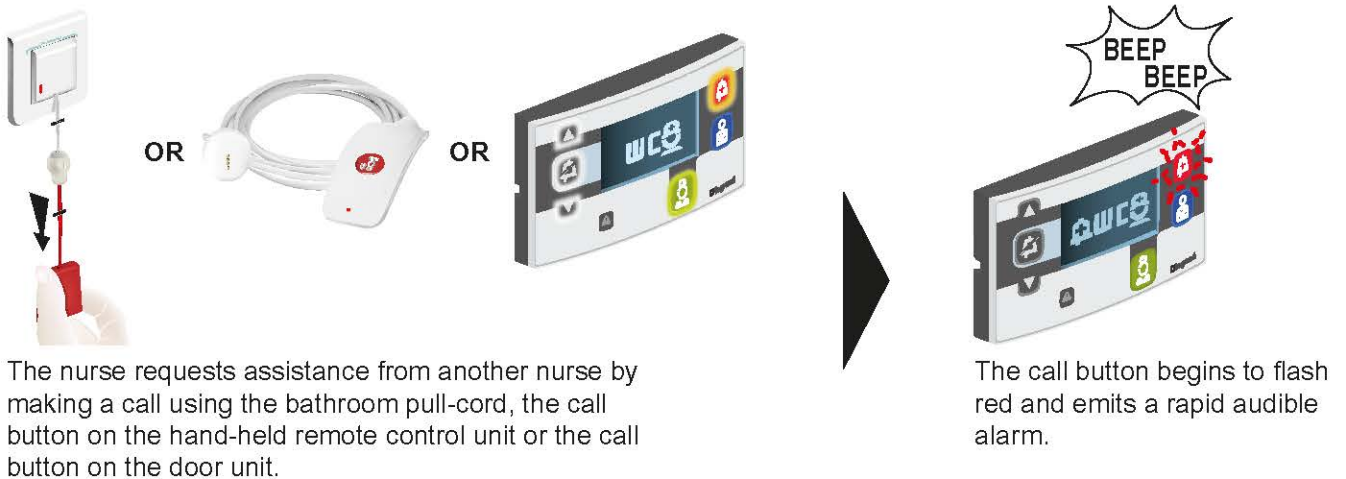 OR
OR
WC
legrand
BEEP
BEEP
WC
legrand
The nurse requests assistance from another nurse by
making a call using the bathroom pull-cord, the call
button on the hand-held remote control unit or the call
button on the door unit.
The call button begins to flash
red and emits a rapid audible
alarm.